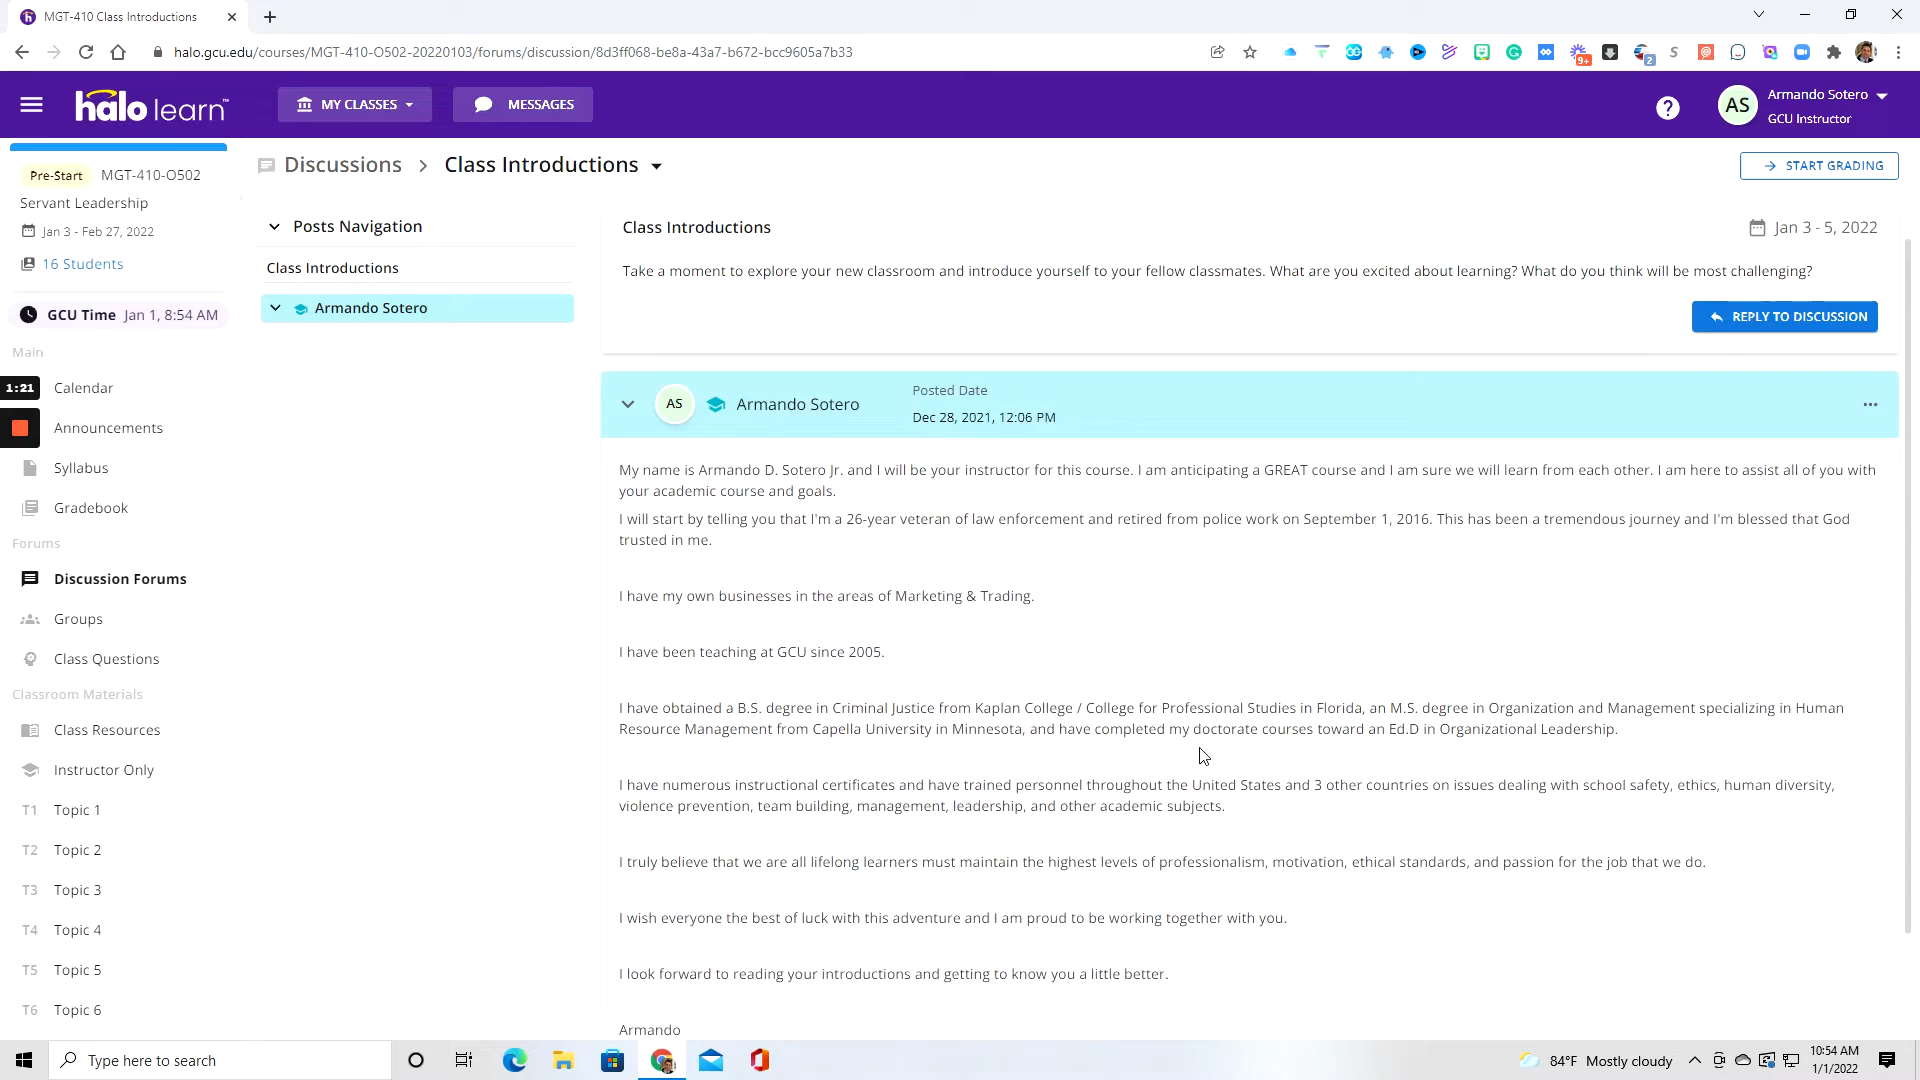 MGT-410 Class Introductions
halo.gcu.edu/courses/MGT-410-O502-20220103/forums/discussion/8d3ff068-be8a-43a7-b672-bcc9605a7b33
9+
2
halo learn
MY CLASSES
MESSAGES
AS
Armando Sotero
GCU Instructor
Pre-Start MGT-410-O502
Servant Leadership
Jan 3 - Feb 27, 2022
16 Students
GCU Time Jan 1, 8:54 AM
Main
1:21
Calendar
Announcements
Syllabus
Gradebook
Forums
Discussion Forums
Groups
Class Questions
Classroom Materials
Class Resources
Instructor Only
T1 Topic 1
T2 Topic 2
T3 Topic 3
T4 Topic 4
T5 Topic 5
T6 Topic 6
Discussions > Class Introductions
START GRADING
Posts Navigation
Class Introductions
Armando Sotero
Class Introductions
Jan 3 - 5, 2022
Take a moment to explore your new classroom and introduce yourself to your fellow classmates. What are you excited about learning? What do you think will be most challenging?
REPLY TO DISCUSSION
AS
Armando Sotero
Posted Date
Dec 28, 2021, 12:06 PM
My name is Armando D. Sotero Jr. and I will be your instructor for this course. I am anticipating a GREAT course and I am sure we will learn from each other. I am here to assist all of you with
your academic course and goals.
I will start by telling you that I'm a 26-year veteran of law enforcement and retired from police work on September 1, 2016. This has been a tremendous journey and I'm blessed that God
trusted in me.
I have my own businesses in the areas of Marketing & Trading.
I have been teaching at GCU since 2005.
I have obtained a B.S. degree in Criminal Justice from Kaplan College / College for Professional Studies in Florida, an M.S. degree in Organization and Management specializing in Human
Resource Management from Capella University in Minnesota, and have completed my doctorate courses toward an Ed.D in Organizational Leadership.
I have numerous instructional certificates and have trained personnel throughout the United States and 3 other countries on issues dealing with school safety, ethics, human diversity,
violence prevention, team building, management, leadership, and other academic subjects.
I truly believe that we are all lifelong learners must maintain the highest levels of professionalism, motivation, ethical standards, and passion for the job that we do.
I wish everyone the best of luck with this adventure and I am proud to be working together with you.
I look forward to reading your introductions and getting to know you a little better.
Armando
Type here to search
84°F Mostly cloudy
10:54 AM
1/1/2022